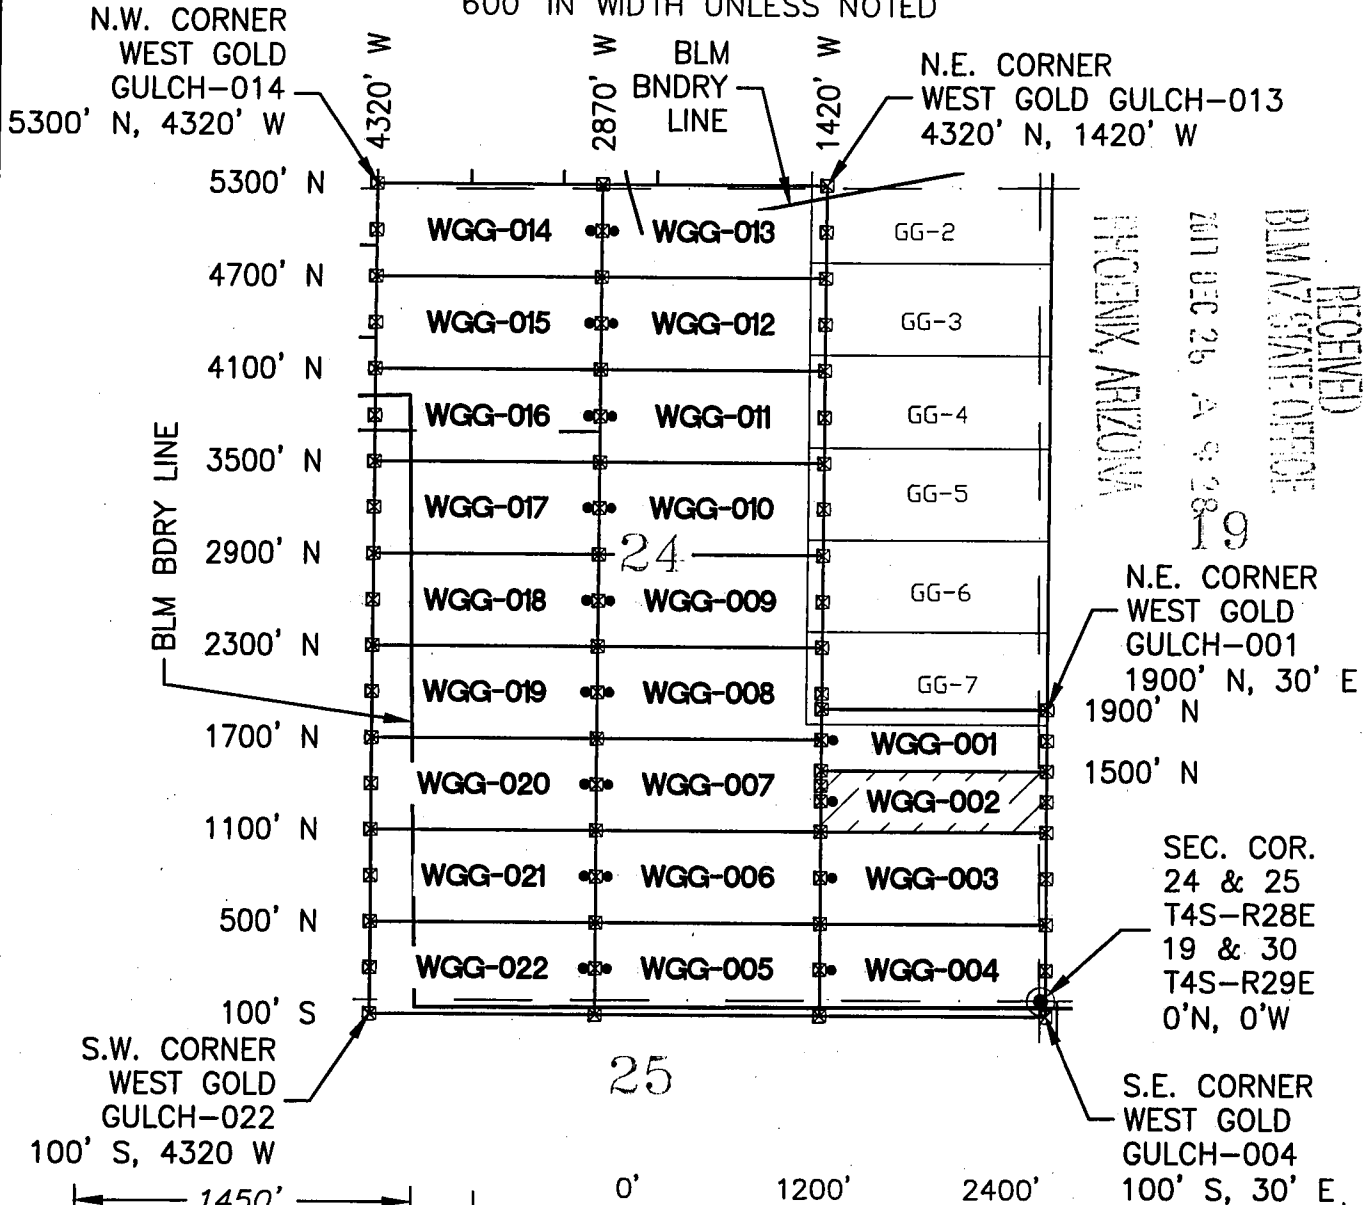 600' IN WIDTH UNLESS NOTED
N.W. CORNER
WEST GOLD
GULCH-014
5300' N, 4320' W
4320' W
2870' W
1420' W
BLM
BNDRY
LINE
N.E. CORNER
WEST GOLD GULCH-013
4320' N, 1420' W
5300' N
4700' N
4100' N
3500' N
2900' N
2300' N
1700' N
1100' N
500' N
100' S
BLM BDRY LINE
WGG-014
WGG-013
GG-2
WGG-015
WGG-012
GG-3
WGG-016
WGG-011
GG-4
WGG-017
WGG-010
GG-5
24
WGG-018
WGG-009
GG-6
WGG-019
WGG-008
GG-7
WGG-001
WGG-020
WGG-007
WGG-002
WGG-021
WGG-006
WGG-003
WGG-022
WGG-005
WGG-004
25
RECEIVED
BLM AZ STATE OFFICE
DEC 26 A 9:28
PHOENIX, ARIZONA
19
N.E. CORNER
WEST GOLD
GULCH-001
1900' N, 30' E
1900' N
1500' N
SEC. COR.
24 & 25
T4S-R28E
19 & 30
T4S-R29E
0'N, 0'W
S.W. CORNER
WEST GOLD
GULCH-022
100' S, 4320 W
S.E. CORNER
WEST GOLD
GULCH-004
100' S, 30' E.
1450'
0'
1200'
2400'